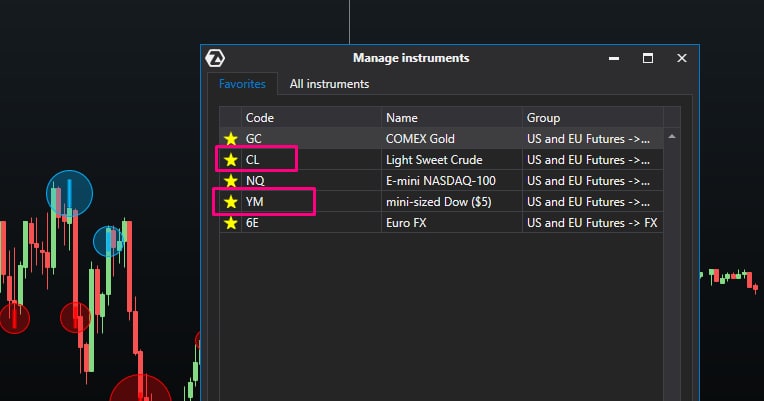 Manage instruments
Favorites All instruments
Code Name Group
GC COMEX Gold US and EU Futures ->...
CL Light Sweet Crude US and EU Futures ->...
NQ E-mini NASDAQ-100 US and EU Futures ->...
YM mini-sized Dow ($5) US and EU Futures ->...
6E Euro FX US and EU Futures -> FX